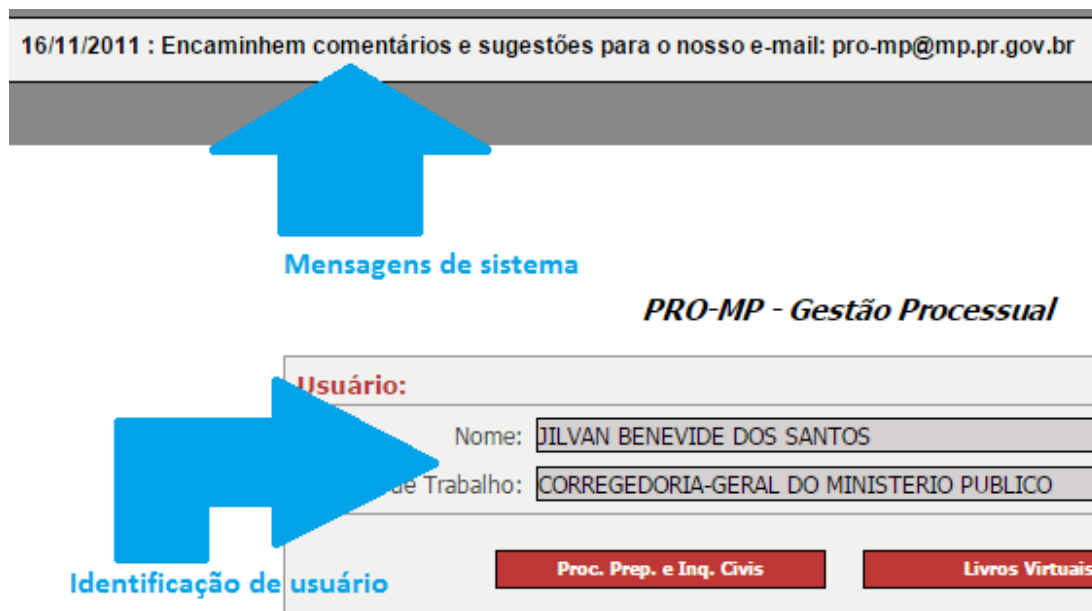 16/11/2011 : Encaminhem comentários e sugestões para o nosso e-mail: pro-mp@mp.pr.gov.br
Mensagens de sistema
PRO-MP - Gestão Processual
Usuário:
Nome: JILVAN BENEVIDE DOS SANTOS
de Trabalho: CORREGEDORIA-GERAL DO MINISTERIO PUBLICO
Proc. Prep. e Inq. Civis Livros Virtuais
Identificação de usuário